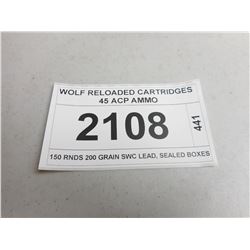 WOLF RELOADED CARTRIDGES
45 ACP AMMO
2108
441
150 RNDS 200 GRAIN SWC LEAD, SEALED BOXES